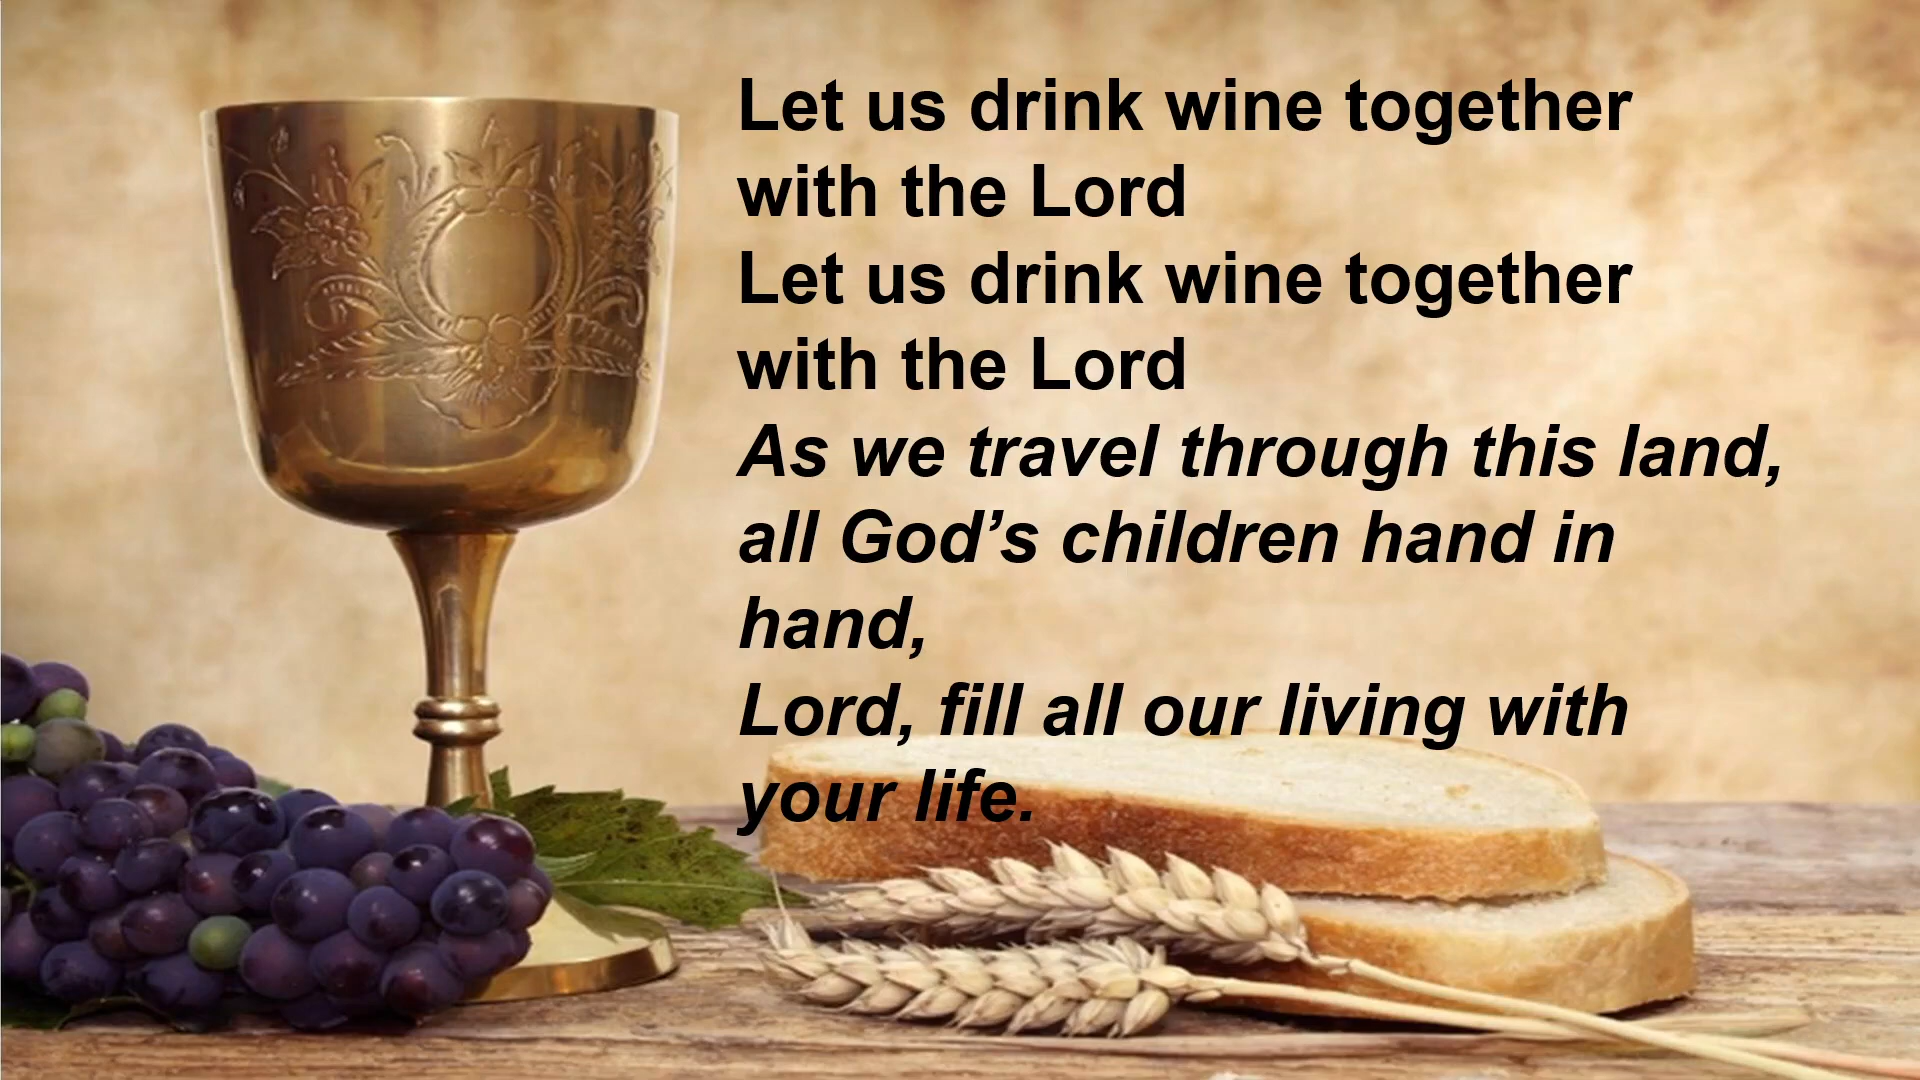 Let us drink wine together
with the Lord
Let us drink wine together
with the Lord
As we travel through this land,
all God’s children hand in
hand,
Lord, fill all our living with
your life.